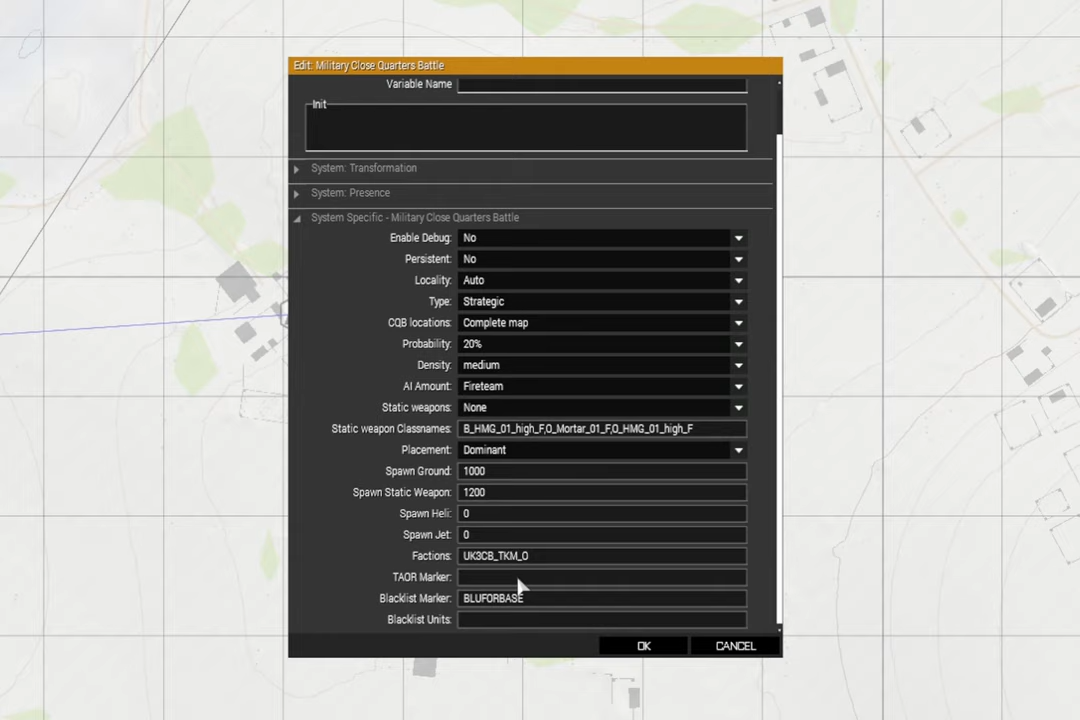 Edit: Military Close Quarters Battle
Variable Name
Init
System: Transformation
System: Presence
System Specific - Military Close Quarters Battle
Enable Debug: No
Persistent: No
Locality: Auto
Type: Strategic
CQB locations: Complete map
Probability: 20%
Density: medium
AI Amount: Fireteam
Static weapons: None
Static weapon Classnames: B_HMG_01_high_F,O_Mortar_01_F,O_HMG_01_high_F
Placement: Dominant
Spawn Ground: 1000
Spawn Static Weapon: 1200
Spawn Heli: 0
Spawn Jet: 0
Factions: UK3CB_TKM_O
TAOR Marker:
Blacklist Marker: BLUFORBASE
Blacklist Units:
OK CANCEL